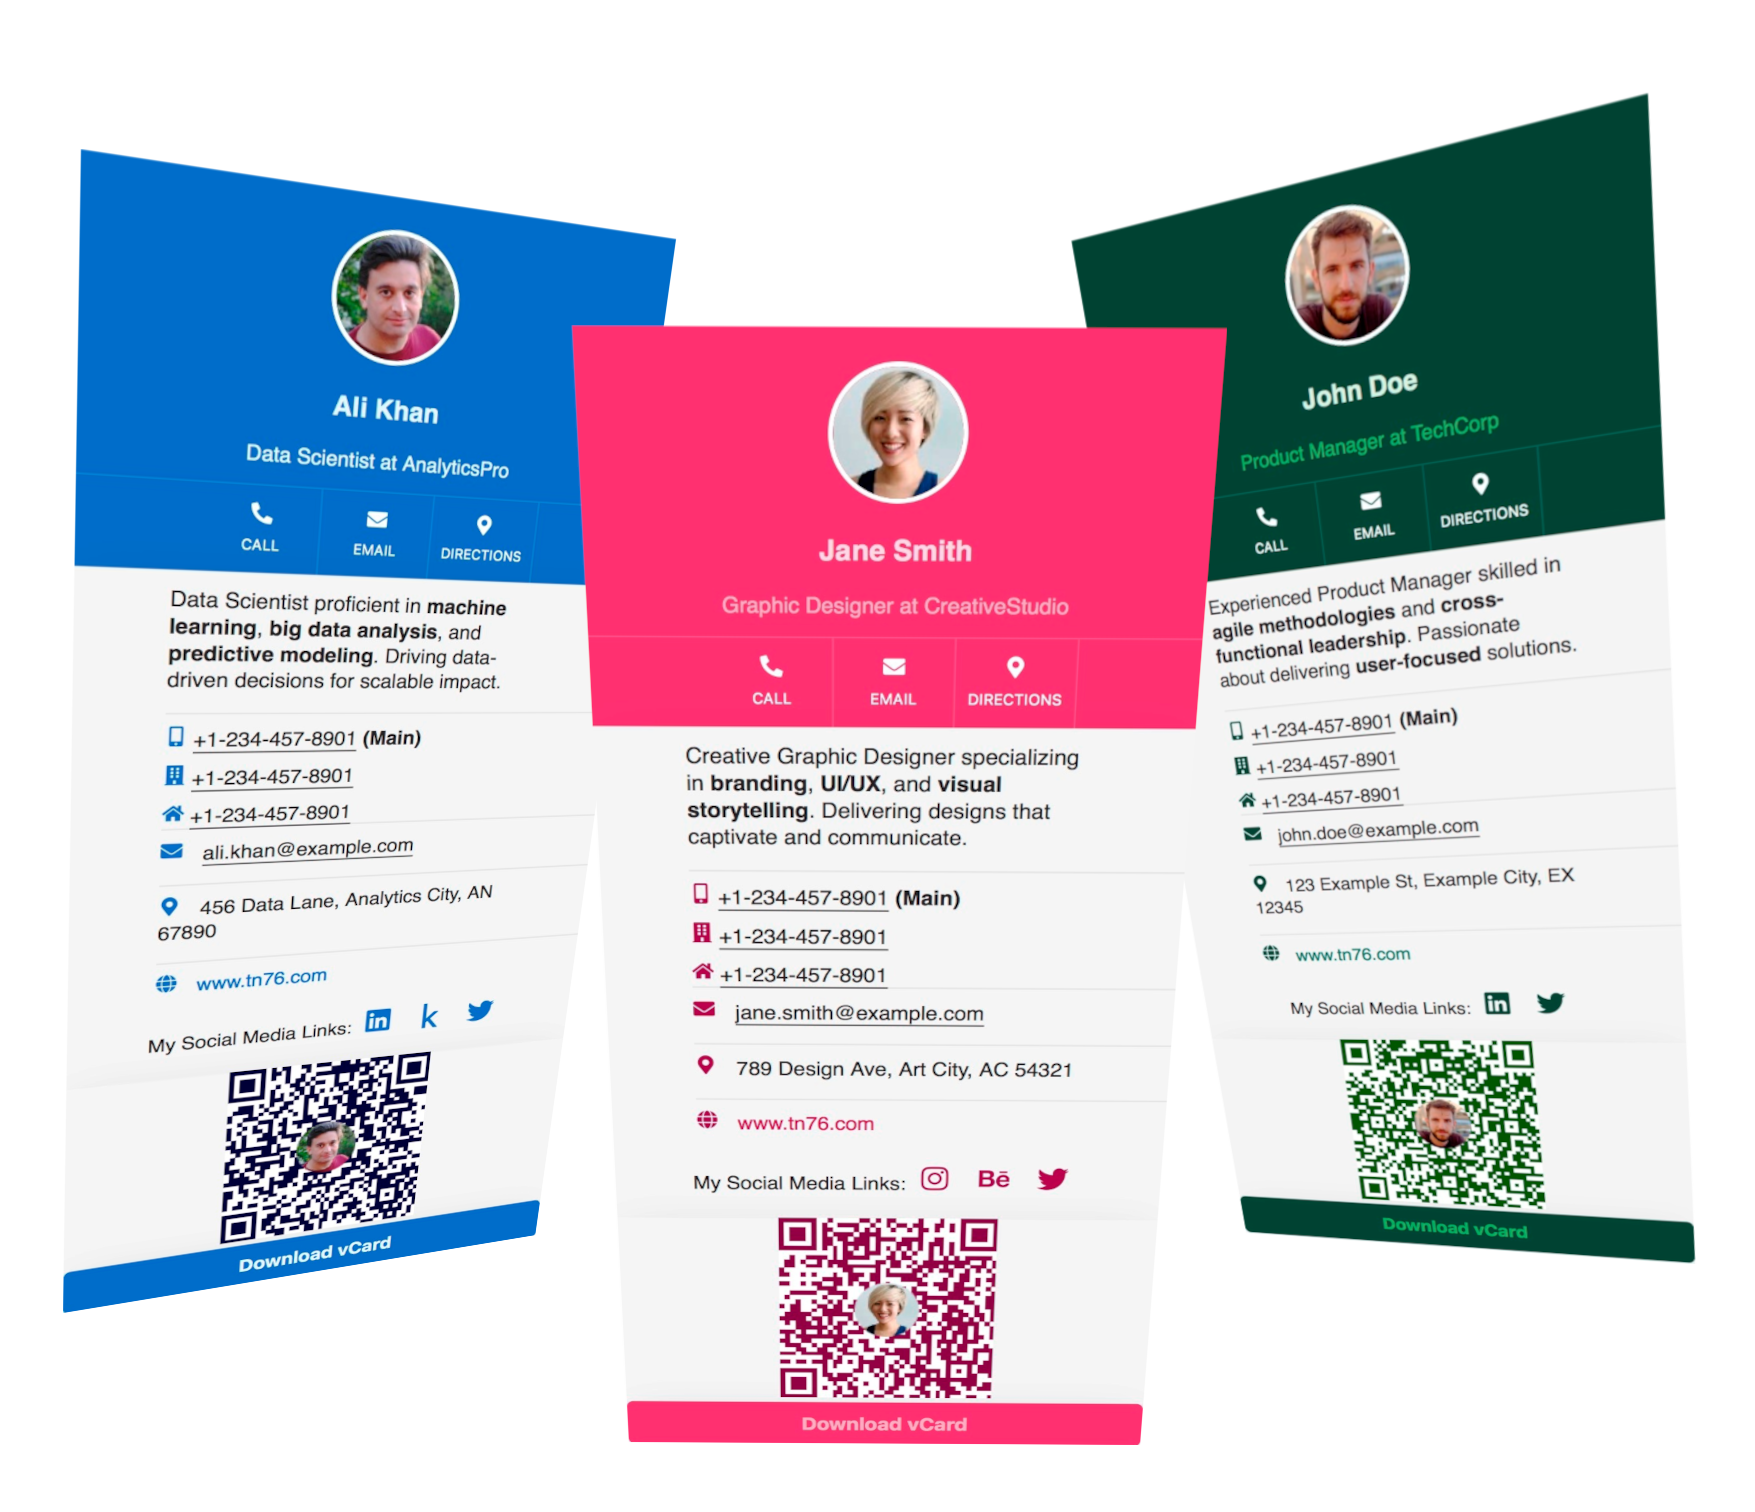 Ali Khan
Data Scientist at AnalyticsPro
CALL
EMAIL
DIRECTIONS
Data Scientist proficient in machine
learning, big data analysis, and
predictive modeling. Driving data-
driven decisions for scalable impact.
+1-234-457-8901 (Main)
+1-234-457-8901
+1-234-457-8901
ali.khan@example.com
456 Data Lane, Analytics City, AN
67890
www.tn76.com
My Social Media Links: in k
Download vCard
Jane Smith
Graphic Designer at CreativeStudio
CALL
EMAIL
DIRECTIONS
Creative Graphic Designer specializing
in branding, UI/UX, and visual
storytelling. Delivering designs that
captivate and communicate.
+1-234-457-8901 (Main)
+1-234-457-8901
+1-234-457-8901
jane.smith@example.com
789 Design Ave, Art City, AC 54321
www.tn76.com
My Social Media Links: Bē
Download vCard
John Doe
Product Manager at TechCorp
CALL
EMAIL
DIRECTIONS
Experienced Product Manager skilled in
agile methodologies and cross-
functional leadership. Passionate
about delivering user-focused solutions.
+1-234-457-8901 (Main)
+1-234-457-8901
+1-234-457-8901
john.doe@example.com
123 Example St, Example City, EX
12345
www.tn76.com
My Social Media Links: in
Download vCard